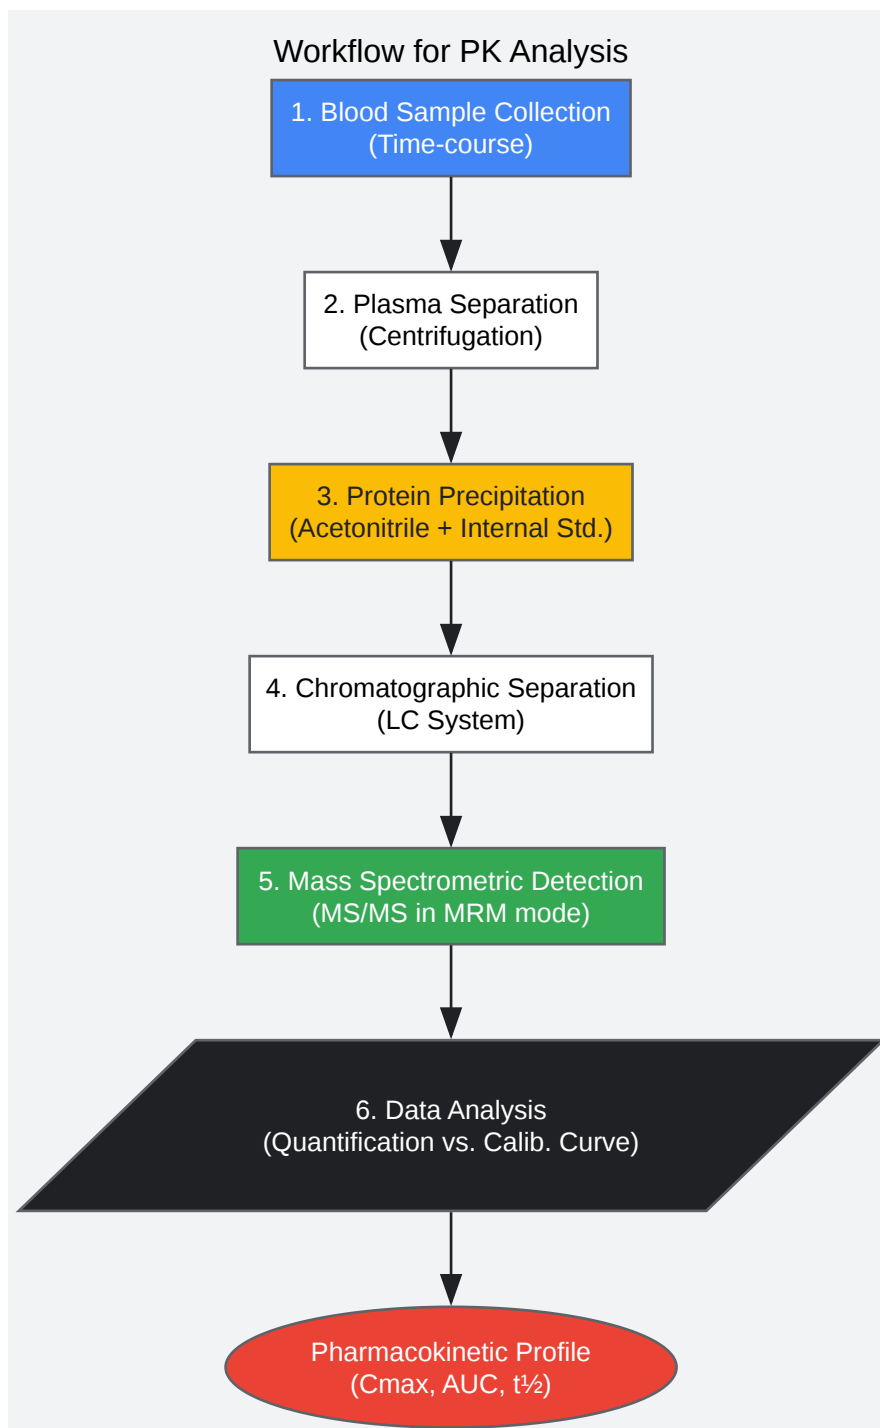 Workflow for PK Analysis
1. Blood Sample Collection
(Time-course)
2. Plasma Separation
(Centrifugation)
3. Protein Precipitation
(Acetonitrile + Internal Std.)
4. Chromatographic Separation
(LC System)
5. Mass Spectrometric Detection
(MS/MS in MRM mode)
6. Data Analysis
(Quantification vs. Calib. Curve)
Pharmacokinetic Profile
(Cmax, AUC, t½)